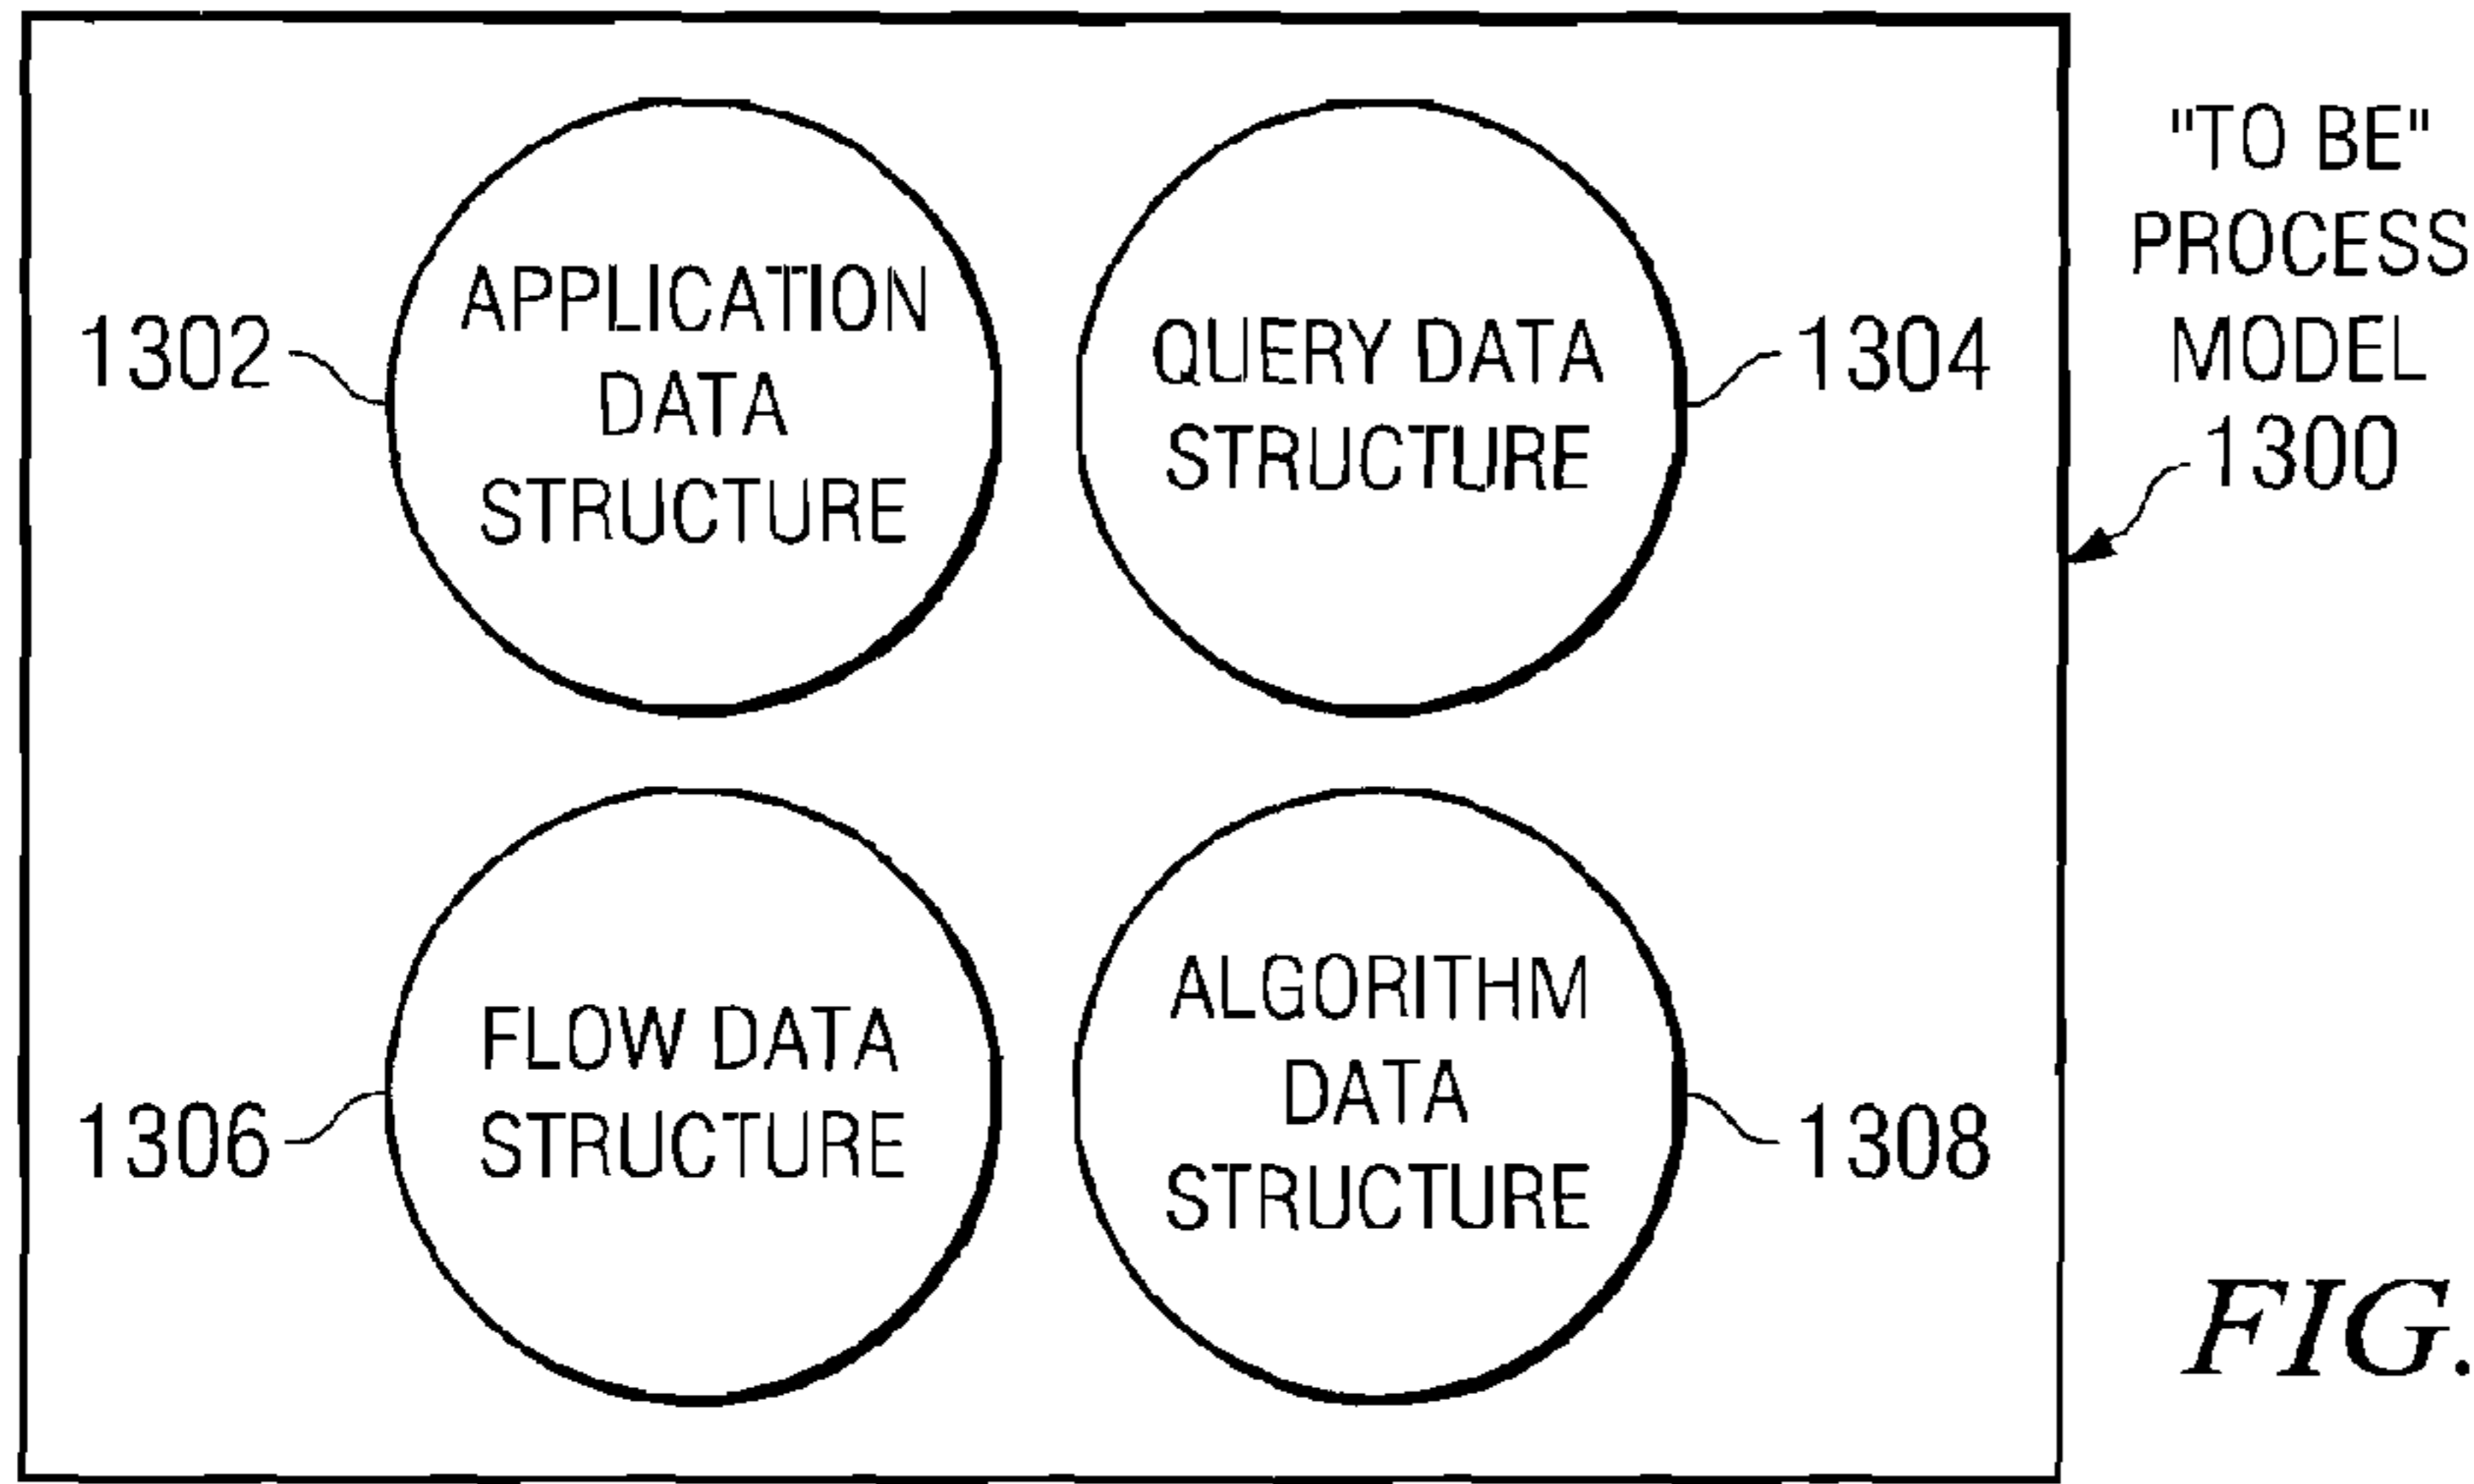 APPLICATION
DATA
STRUCTURE
1302
QUERY DATA
STRUCTURE
1304
"TO BE"
PROCESS
MODEL
1300
FLOW DATA
STRUCTURE
1306
ALGORITHM
DATA
STRUCTURE
1308
FIG.